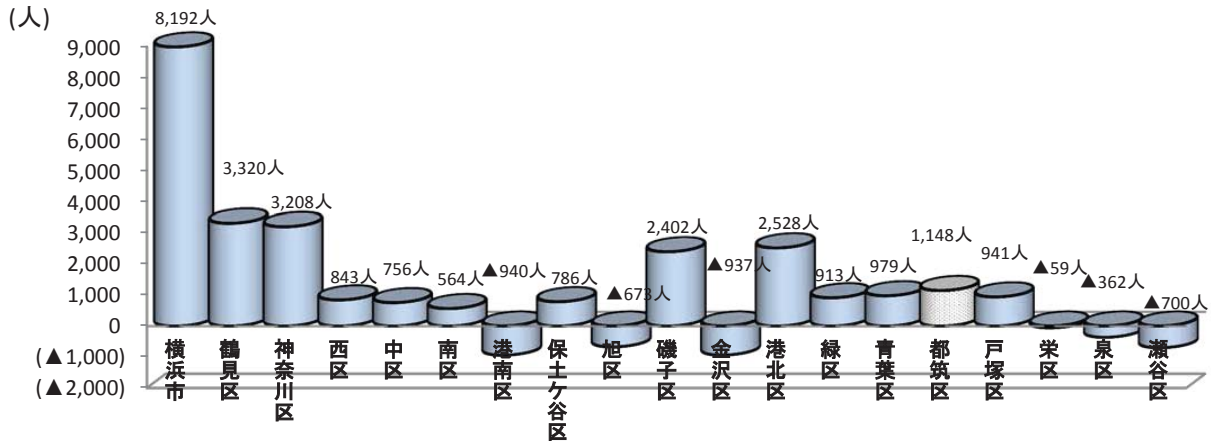 (人)
9,000
8,000
7,000
6,000
5,000
4,000
3,000
2,000
1,000
0
(▲1,000)
(▲2,000)
8,192人
3,320人
3,208人
843人
756人
564人
▲940人
786人
▲673人
2,402人
▲937人
2,528人
913人
979人
1,148人
941人
▲59人
▲362人
▲700人
横浜市
鶴見区
神奈川区
西区
中区
南区
港南区
保土ケ谷区
旭区
磯子区
金沢区
港北区
緑区
青葉区
都筑区
戸塚区
栄区
泉区
瀬谷区